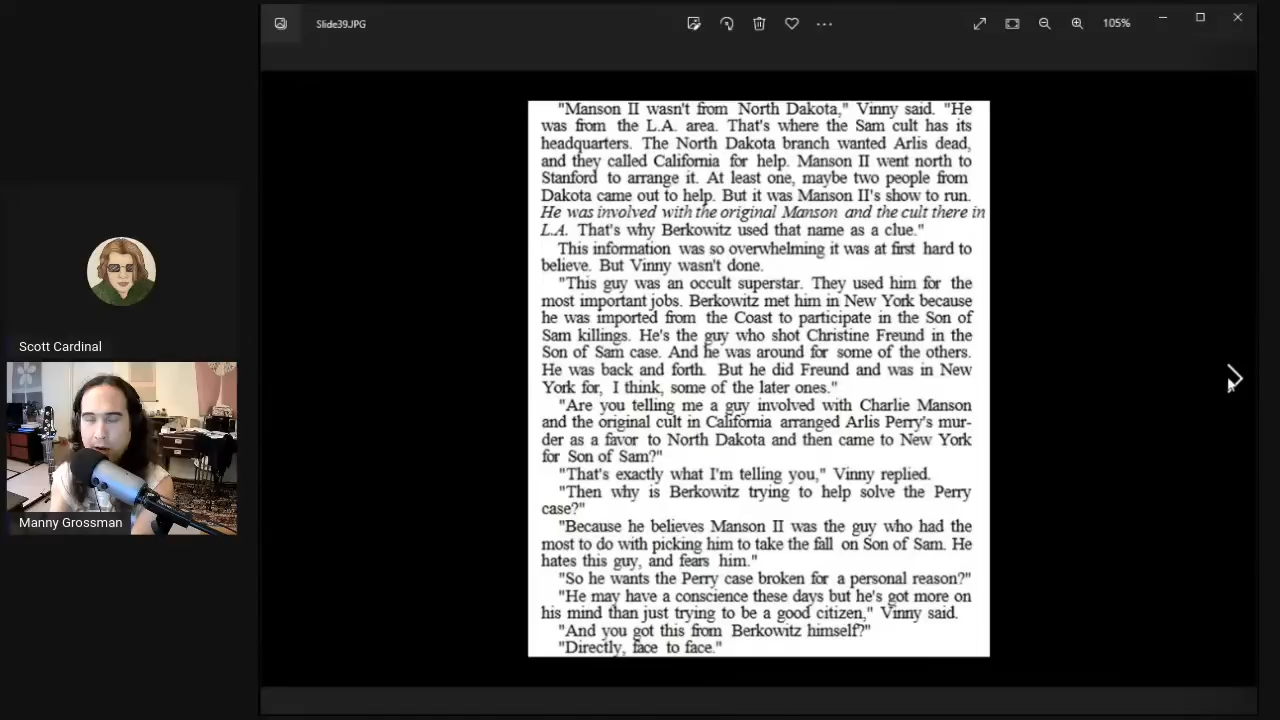 Slide39.JPG
105%
"Manson II wasn't from North Dakota," Vinny said. "He
was from the L.A. area. That's where the Sam cult has its
headquarters. The North Dakota branch wanted Arlis dead,
and they called California for help. Manson II went north to
Stanford to arrange it. At least one, maybe two people from
Dakota came out to help. But it was Manson II's show to run.
He was involved with the original Manson and the cult there in
L.A. That's why Berkowitz used that name as a clue."
This information was so overwhelming it was at first hard to
believe. But Vinny wasn't done.
"This guy was an occult superstar. They used him for the
most important jobs. Berkowitz met him in New York because
he was imported from the Coast to participate in the Son of
Sam killings. He's the guy who shot Christine Freund in the
Son of Sam case. And he was around for some of the others.
He was back and forth. But he did Freund and was in New
York for, I think, some of the later ones."
"Are you telling me a guy involved with Charlie Manson
and the original cult in California arranged Arlis Perry's mur-
der as a favor to North Dakota and then came to New York
for Son of Sam?"
"That's exactly what I'm telling you," Vinny replied.
"Then why is Berkowitz trying to help solve the Perry
case?"
"Because he believes Manson II was the guy who had the
most to do with picking him to take the fall on Son of Sam. He
hates this guy, and fears him."
"So he wants the Perry case broken for a personal reason?"
"He may have a conscience these days but he's got more on
his mind than just trying to be a good citizen," Vinny said.
"And you got this from Berkowitz himself?"
"Directly, face to face."
Scott Cardinal
Manny Grossman